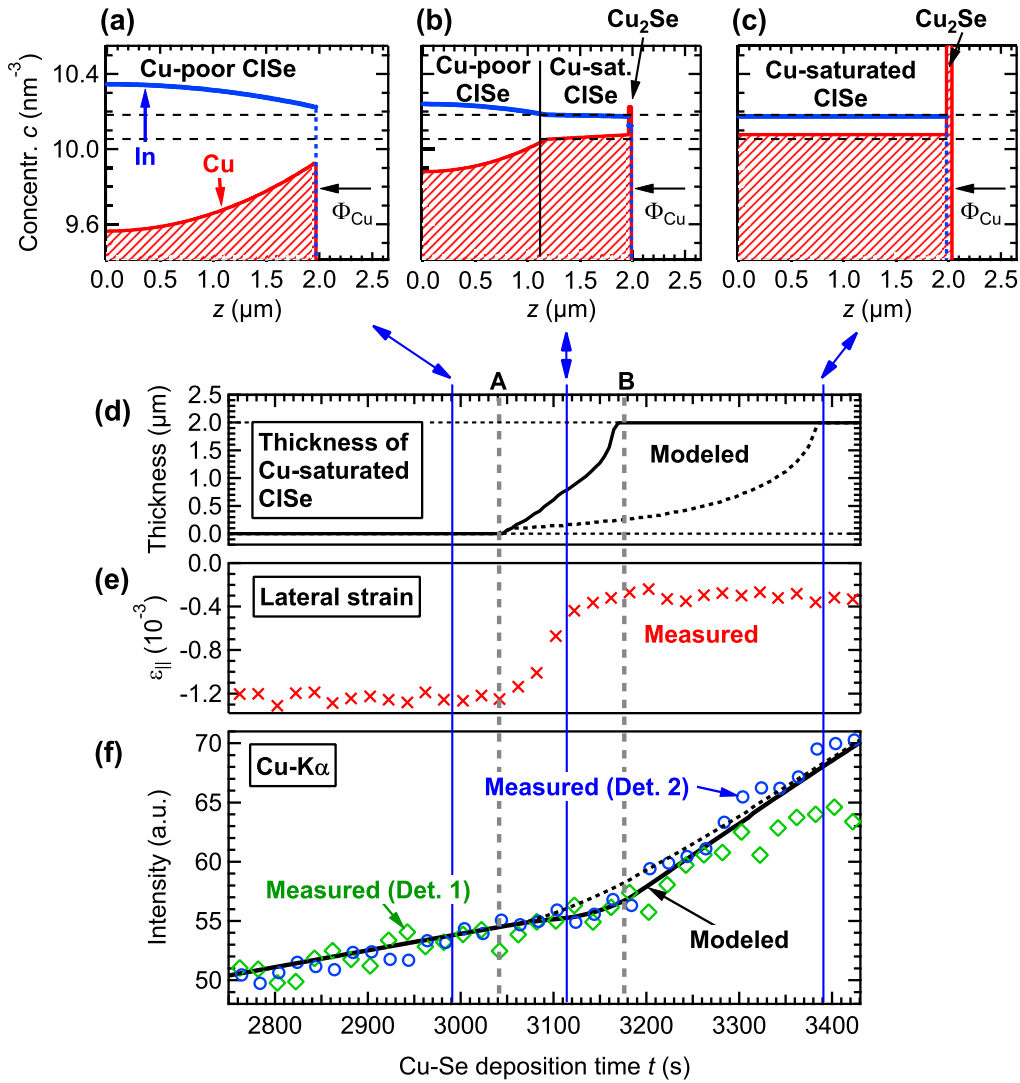 (a) (b) (c)
Cu₂Se Cu₂Se
Concentr. c (nm⁻³)
10.4
10.0
9.6
Cu-poor CISe
In
Cu
Φ_Cu
0.0 0.5 1.0 1.5 2.0 2.5
z (µm)
Cu-poor
CISe
Cu-sat.
CISe
Φ_Cu
0.0 0.5 1.0 1.5 2.0 2.5
z (µm)
Cu-saturated
CISe
Φ_Cu
0.0 0.5 1.0 1.5 2.0 2.5
z (µm)
A B
(d)
Thickness (µm)
2.5
2.0
1.5
1.0
0.5
0.0
Thickness of
Cu-saturated
CISe
Modeled
(e)
ε|| (10⁻³)
0.0
-0.4
-0.8
-1.2
Lateral strain
Measured
(f)
Intensity (a.u.)
70
65
60
55
50
Cu-Kα
Measured (Det. 2)
Measured (Det. 1)
Modeled
2800 2900 3000 3100 3200 3300 3400
Cu-Se deposition time t (s)